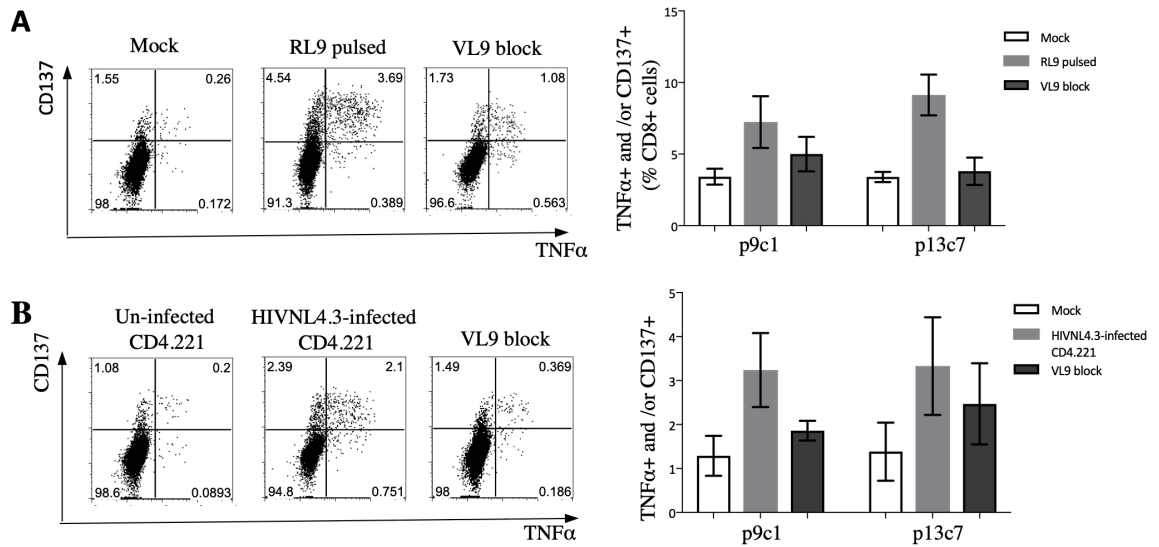 A
Mock
RL9 pulsed
VL9 block
CD137
1.55 0.26
98 0.172
4.54 3.69
91.3 0.389
1.73 1.08
96.6 0.563
TNFα
TNFα+ and /or CD137+
(% CD8+ cells)
15
10
5
0
p9c1
p13c7
Mock
RL9 pulsed
VL9 block
B
Un-infected
CD4.221
HIVNL4.3-infected
CD4.221
VL9 block
CD137
1.08 0.2
98.6 0.0893
2.39 2.1
94.8 0.751
1.49 0.369
98 0.186
TNFα
TNFα+ and /or CD137+
5
4
3
2
1
0
p9c1
p13c7
Mock
HIVNL4.3-infected
CD4.221
VL9 block